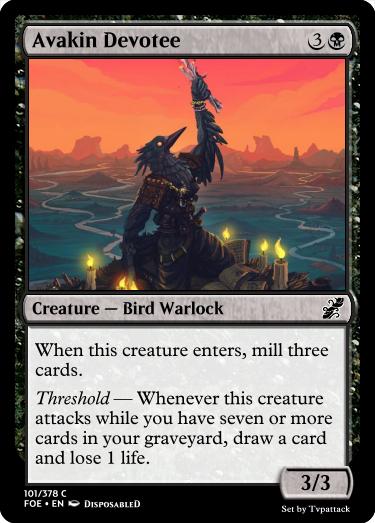 Avakin Devotee 3
Creature — Bird Warlock
When this creature enters, mill three
cards.
Threshold — Whenever this creature
attacks while you have seven or more
cards in your graveyard, draw a card
and lose 1 life.
3/3
101/378 C
FOE • EN DisposableD
Set by Tvpattack